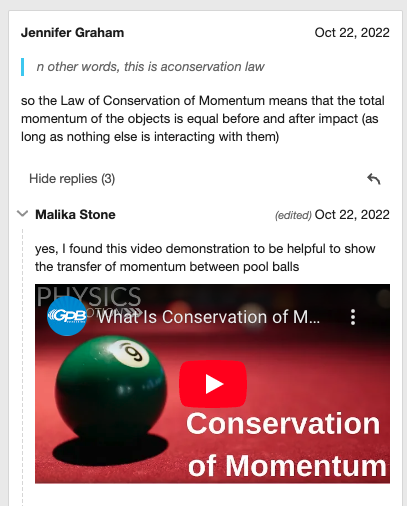 Jennifer Graham Oct 22, 2022
n other words, this is aconservation law
so the Law of Conservation of Momentum means that the total
momentum of the objects is equal before and after impact (as
long as nothing else is interacting with them)
Hide replies (3)
Malika Stone (edited) Oct 22, 2022
yes, I found this video demonstration to be helpful to show
the transfer of momentum between pool balls
PHYSICS
GPB What Is Conservation of M...
9
Conservation
of Momentum